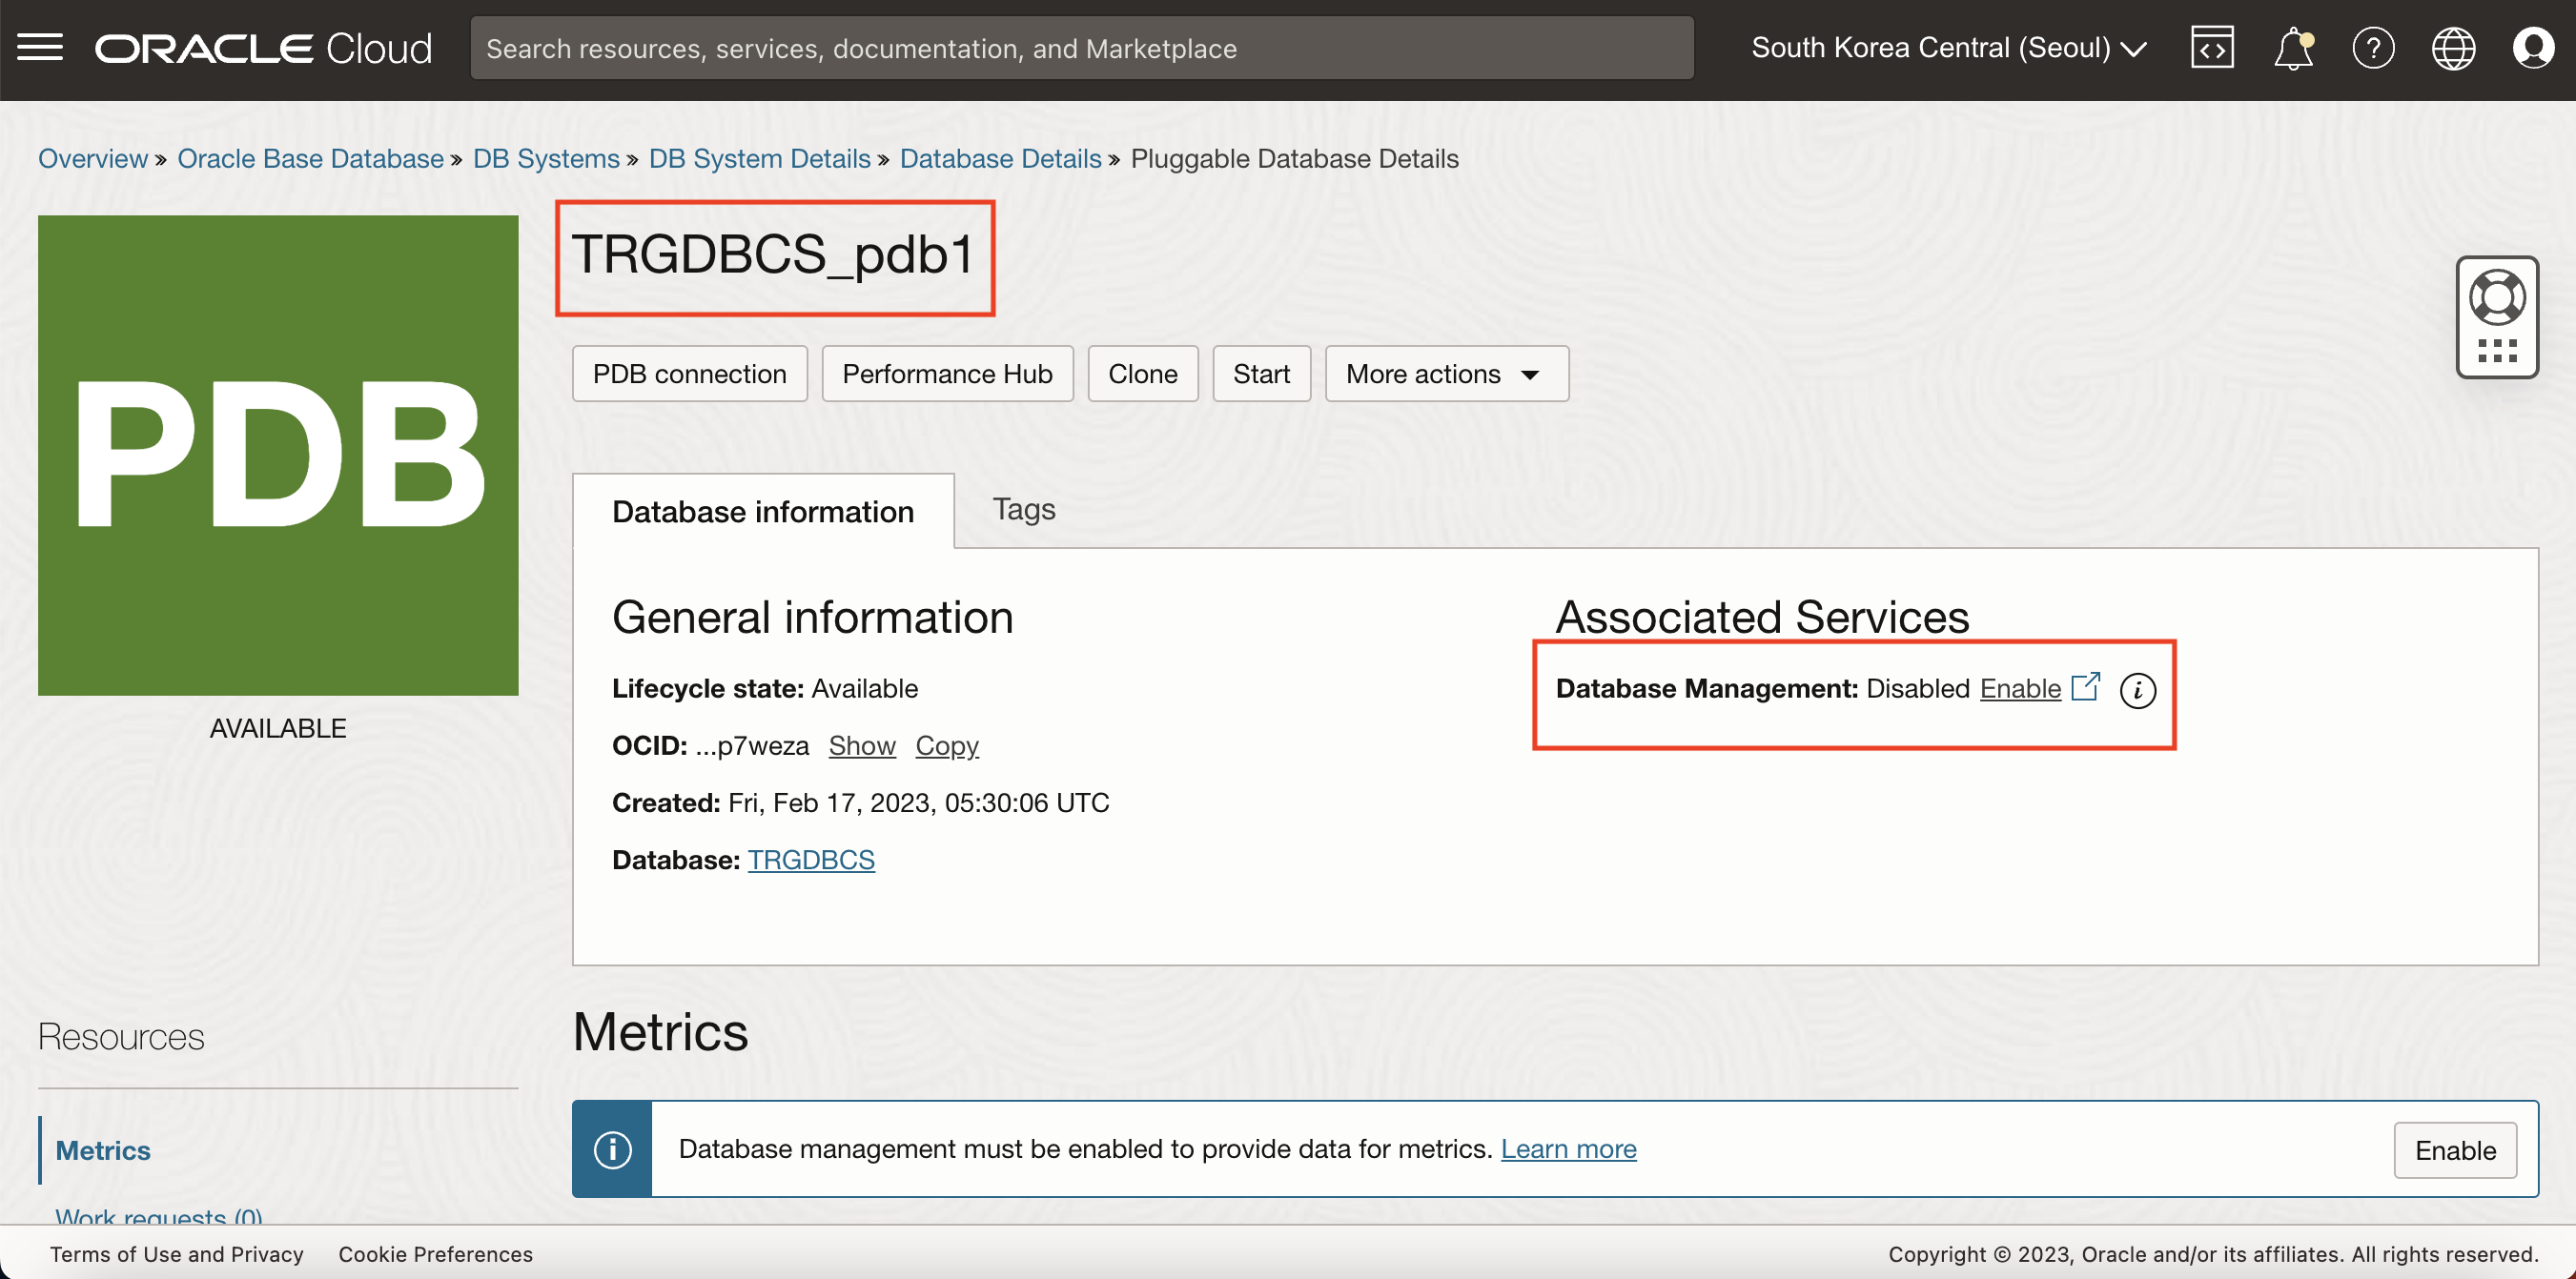 ORACLE Cloud
Search resources, services, documentation, and Marketplace
South Korea Central (Seoul)
Overview » Oracle Base Database » DB Systems » DB System Details » Database Details » Pluggable Database Details
PDB
AVAILABLE
TRGDBCS_pdb1
PDB connection Performance Hub Clone Start More actions
Database information Tags
General information
Lifecycle state: Available
OCID: ...p7weza Show Copy
Created: Fri, Feb 17, 2023, 05:30:06 UTC
Database: TRGDBCS
Associated Services
Database Management: Disabled Enable
Resources
Metrics
Work requests (0)
Metrics
Database management must be enabled to provide data for metrics. Learn more
Enable
Terms of Use and Privacy Cookie Preferences
Copyright © 2023, Oracle and/or its affiliates. All rights reserved.